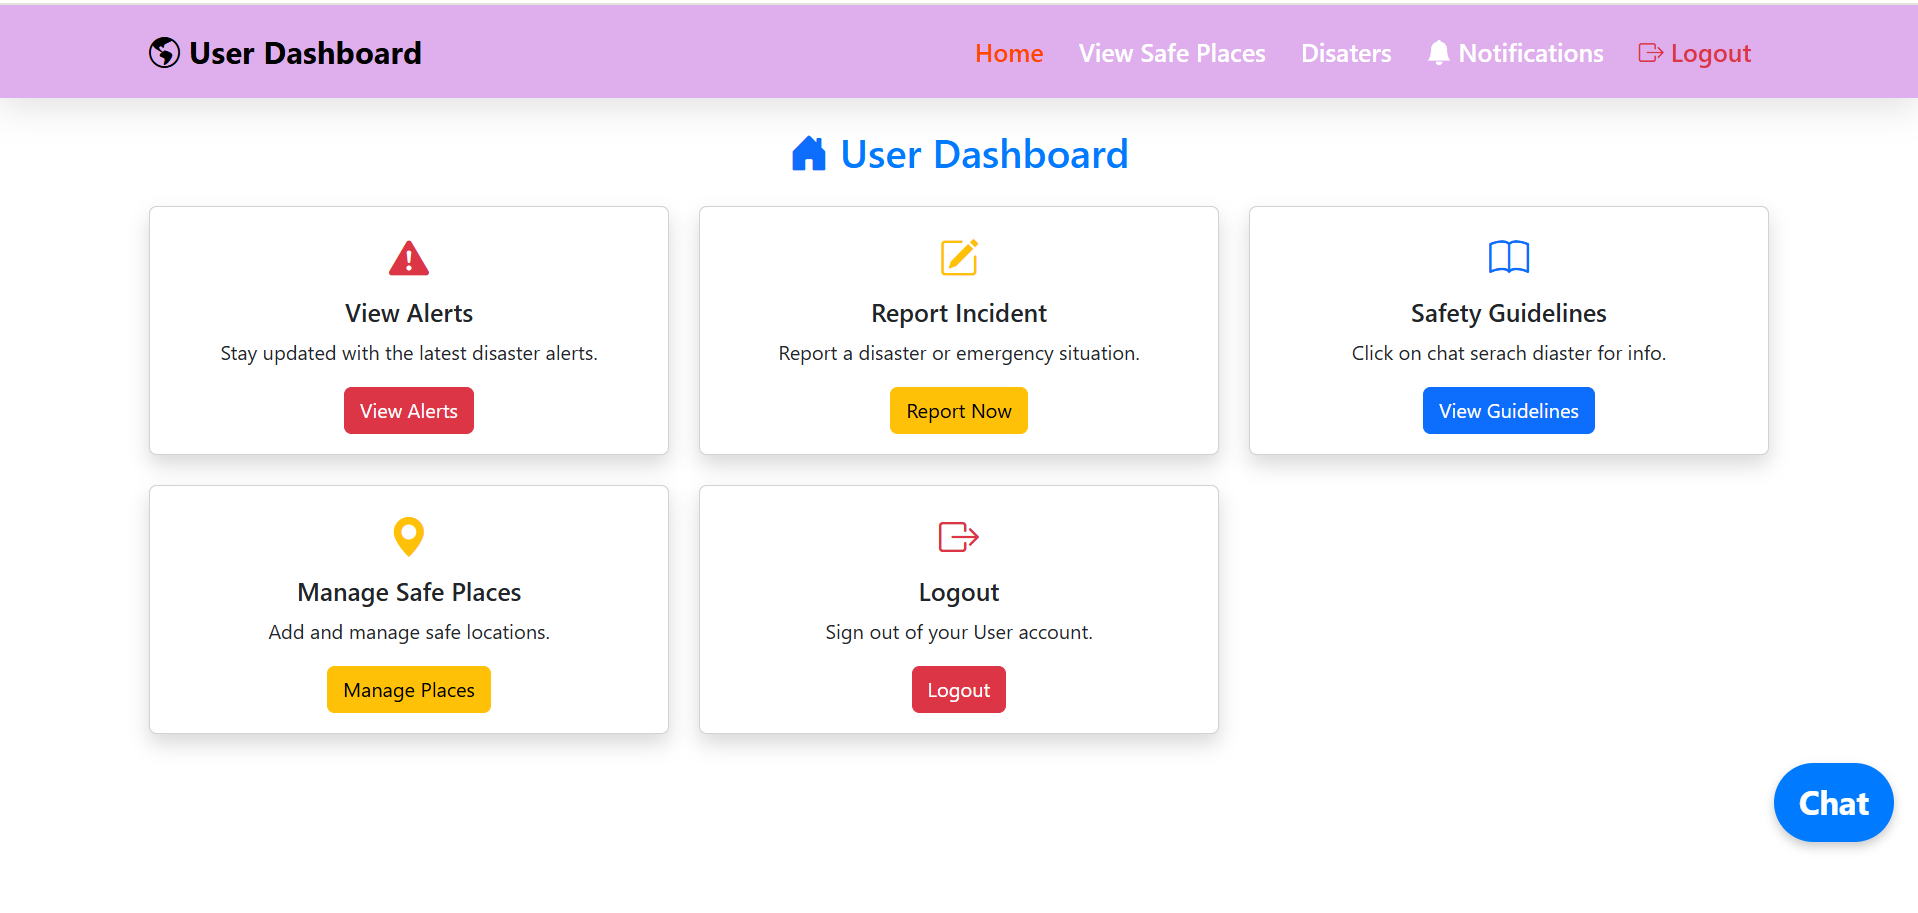 User Dashboard
Home View Safe Places Disaters Notifications Logout
User Dashboard
View Alerts
Stay updated with the latest disaster alerts.
View Alerts
Report Incident
Report a disaster or emergency situation.
Report Now
Safety Guidelines
Click on chat serach diaster for info.
View Guidelines
Manage Safe Places
Add and manage safe locations.
Manage Places
Logout
Sign out of your User account.
Logout
Chat